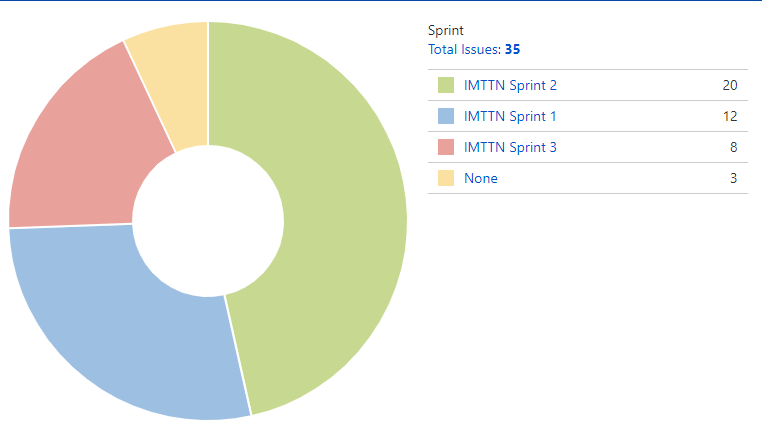 Sprint
Total Issues: 35
IMTTN Sprint 2 20
IMTTN Sprint 1 12
IMTTN Sprint 3 8
None 3